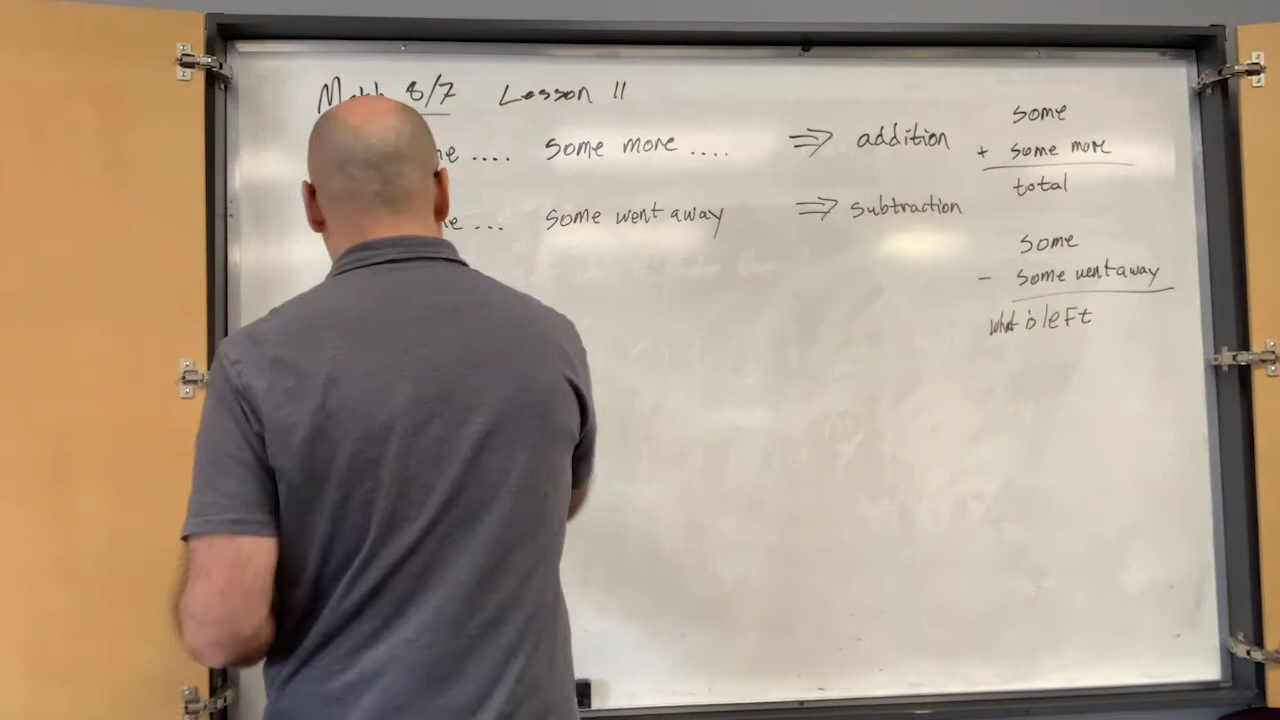 Math 8/7 Lesson 11
.... some more .... ⇒ addition
... some went away ⇒ subtraction
some
+ some more
total
some
- some went away
what is left